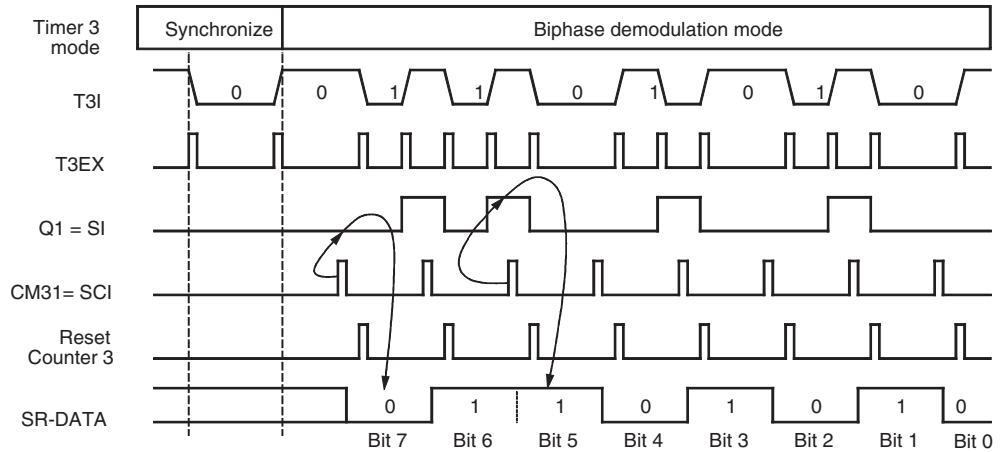 Timer 3
mode
Synchronize
Biphase demodulation mode
T3I
0 0 1 1 0 1 0 1 0
T3EX
Q1 = SI
CM31= SCI
Reset
Counter 3
SR-DATA
0 1 1 0 1 0 1 0
Bit 7 Bit 6 Bit 5 Bit 4 Bit 3 Bit 2 Bit 1 Bit 0